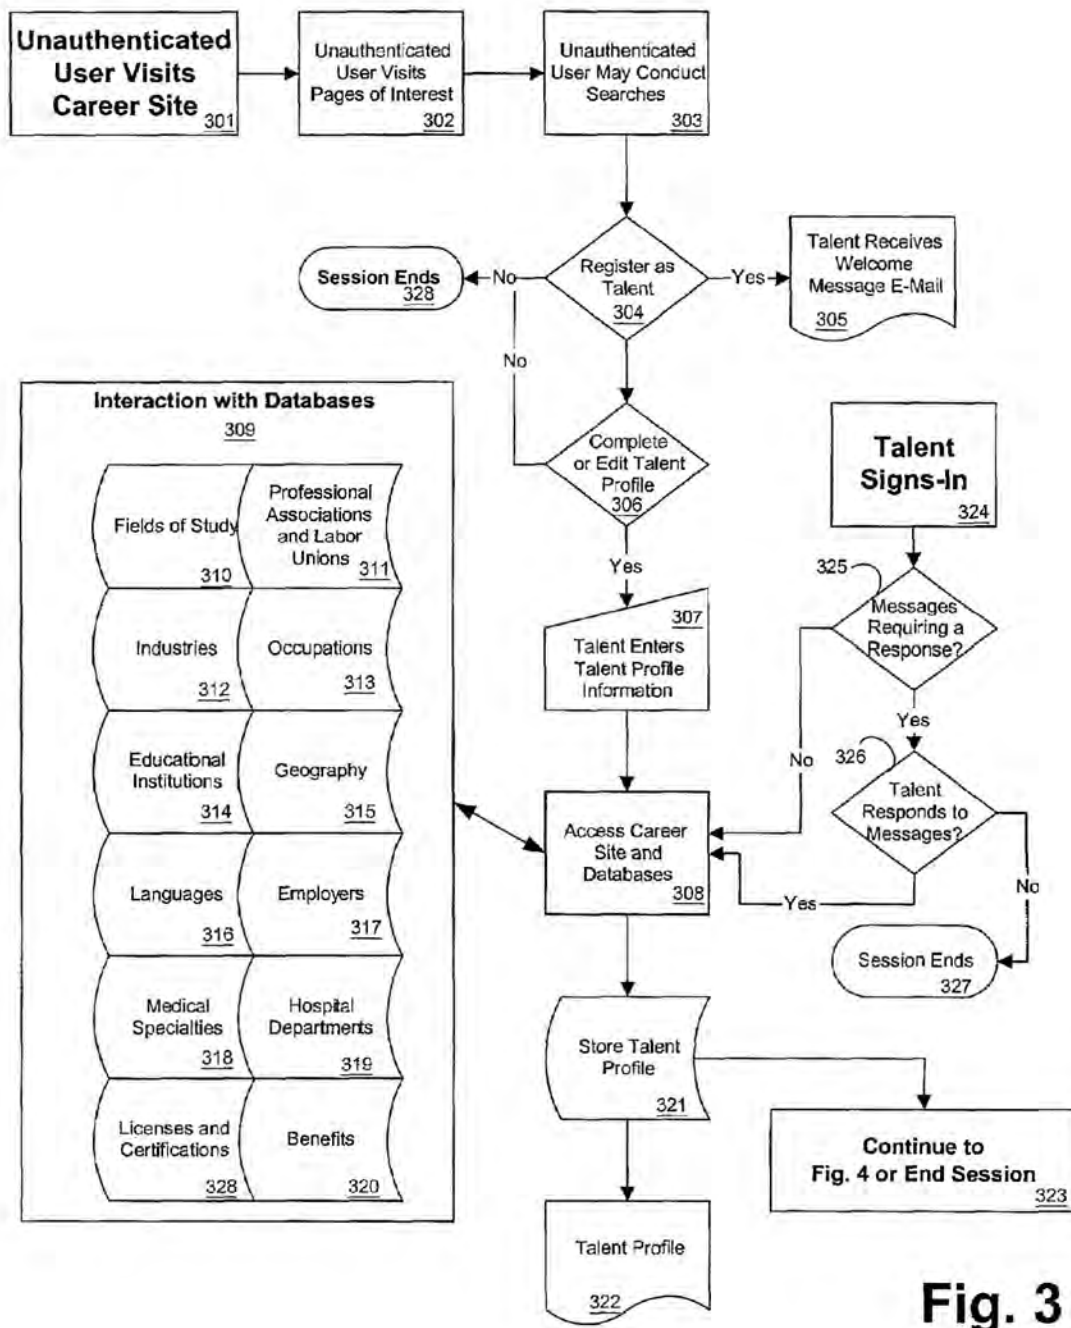 Unauthenticated
User Visits
Career Site
301
Unauthenticated
User Visits
Pages of Interest
302
Unauthenticated
User May Conduct
Searches
303
Register as
Talent
304
No
Yes
Session Ends
328
Talent Receives
Welcome
Message E-Mail
305
No
Complete
or Edit Talent
Profile
306
Yes
307
Talent Enters
Talent Profile
Information
Interaction with Databases
309
Fields of Study
310
Professional
Associations
and Labor
Unions
311
Industries
312
Occupations
313
Educational
Institutions
314
Geography
315
Languages
316
Employers
317
Medical
Specialties
318
Hospital
Departments
319
Licenses and
Certifications
328
Benefits
320
Talent
Signs-In
324
325
Messages
Requiring a
Response?
No
Yes
326
Talent
Responds to
Messages?
Yes
No
Session Ends
327
Access Career
Site and
Databases
308
Store Talent
Profile
321
Continue to
Fig. 4 or End Session
323
Talent Profile
322
Fig. 3